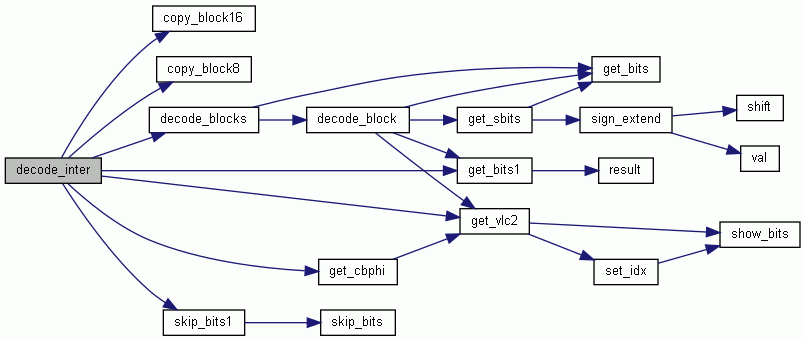 copy_block16
copy_block8
get_bits
decode_blocks
decode_block
get_sbits
sign_extend
shift
val
decode_inter
get_bits1
result
get_vlc2
show_bits
get_cbphi
set_idx
skip_bits1
skip_bits